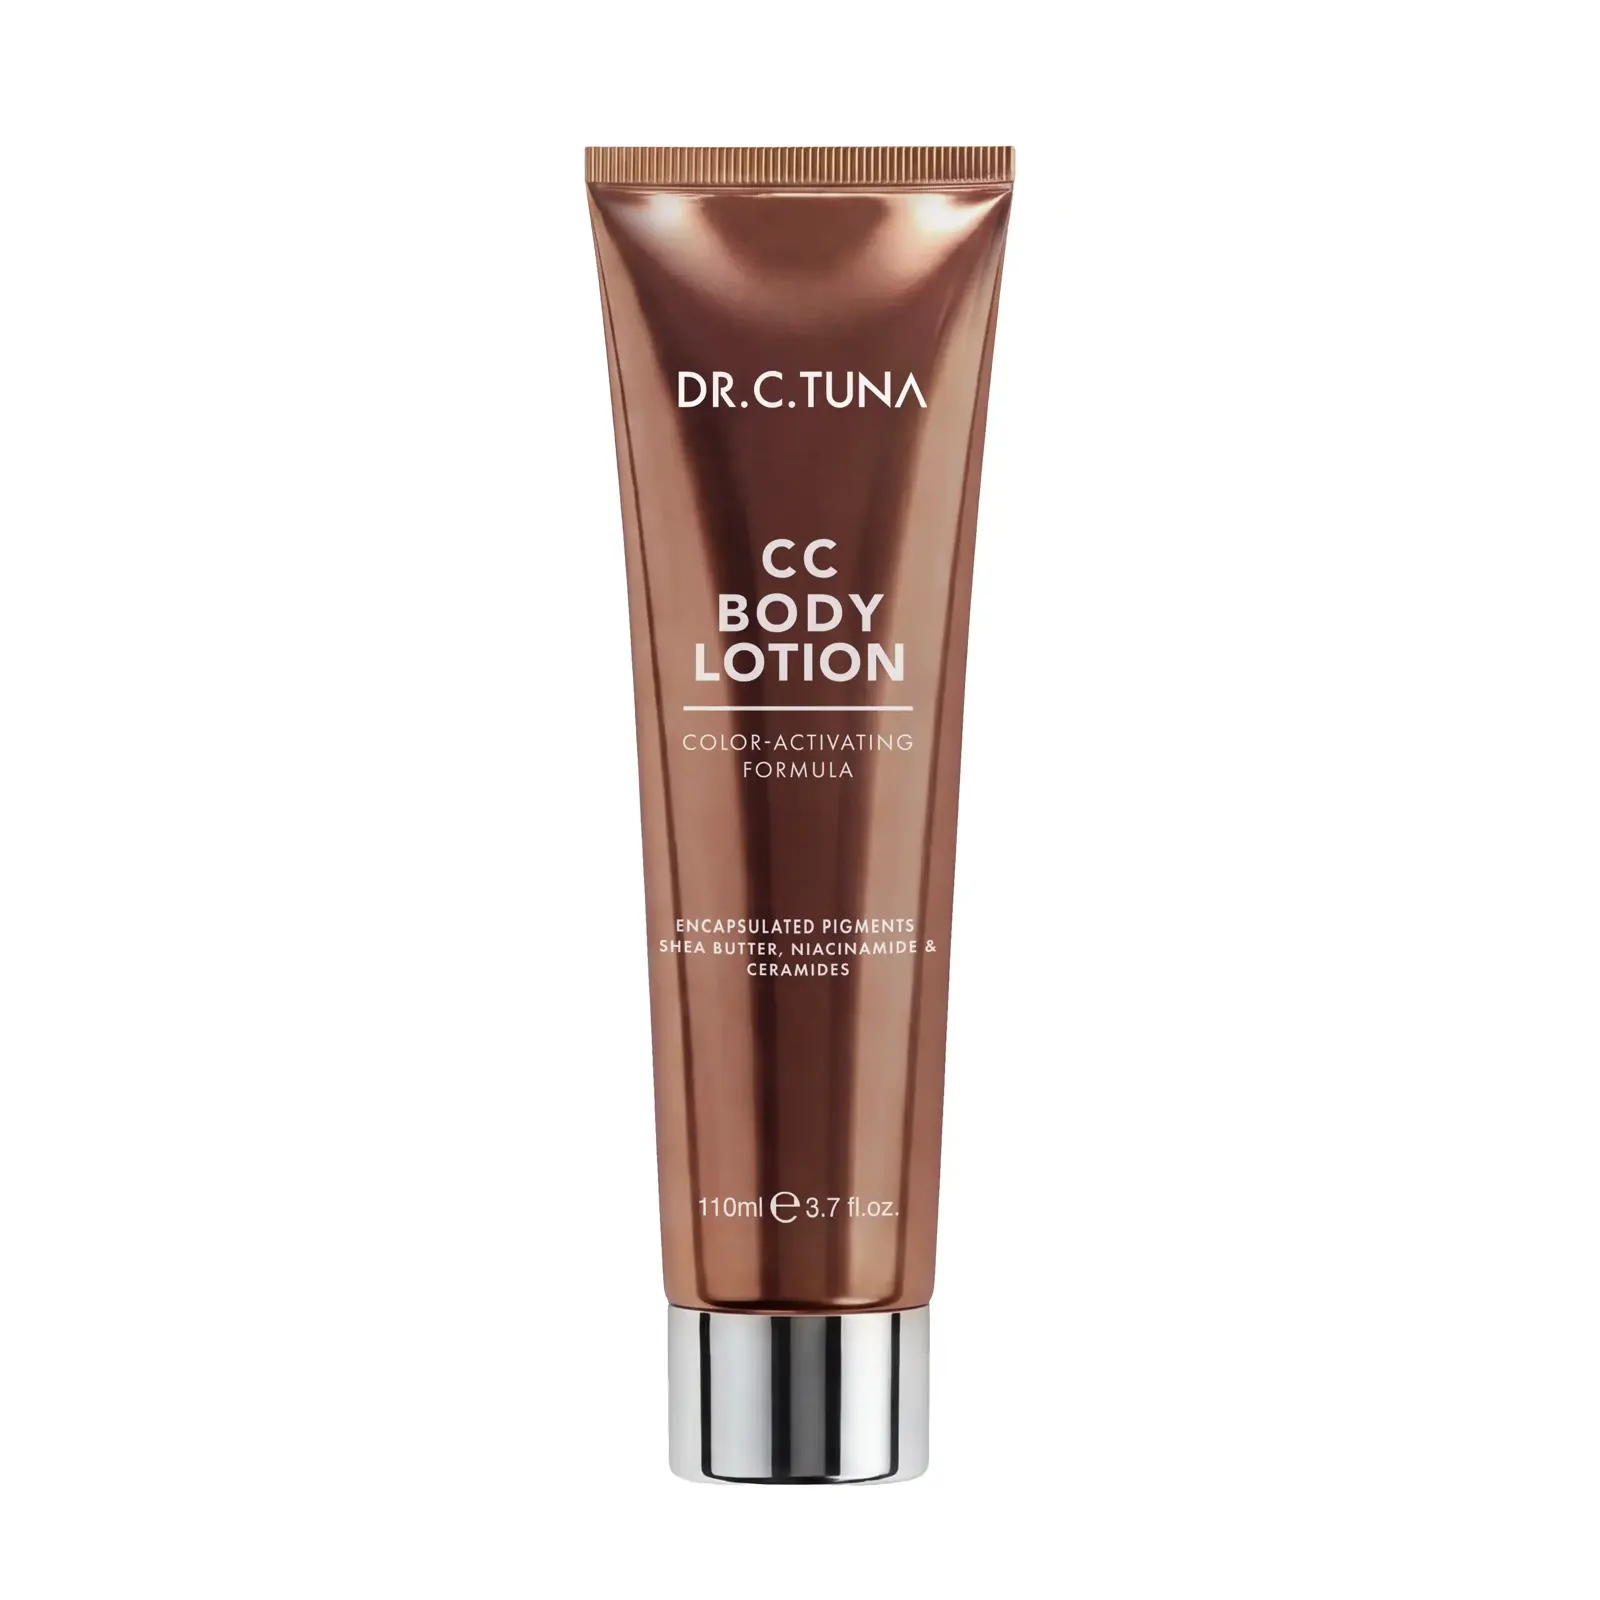 DR.C.TUNA
CC
BODY
LOTION
COLOR-ACTIVATING
FORMULA
ENCAPSULATED PIGMENTS
SHEA BUTTER, NIACINAMIDE &
CERAMIDES
110ml ℮ 3.7 fl.oz.